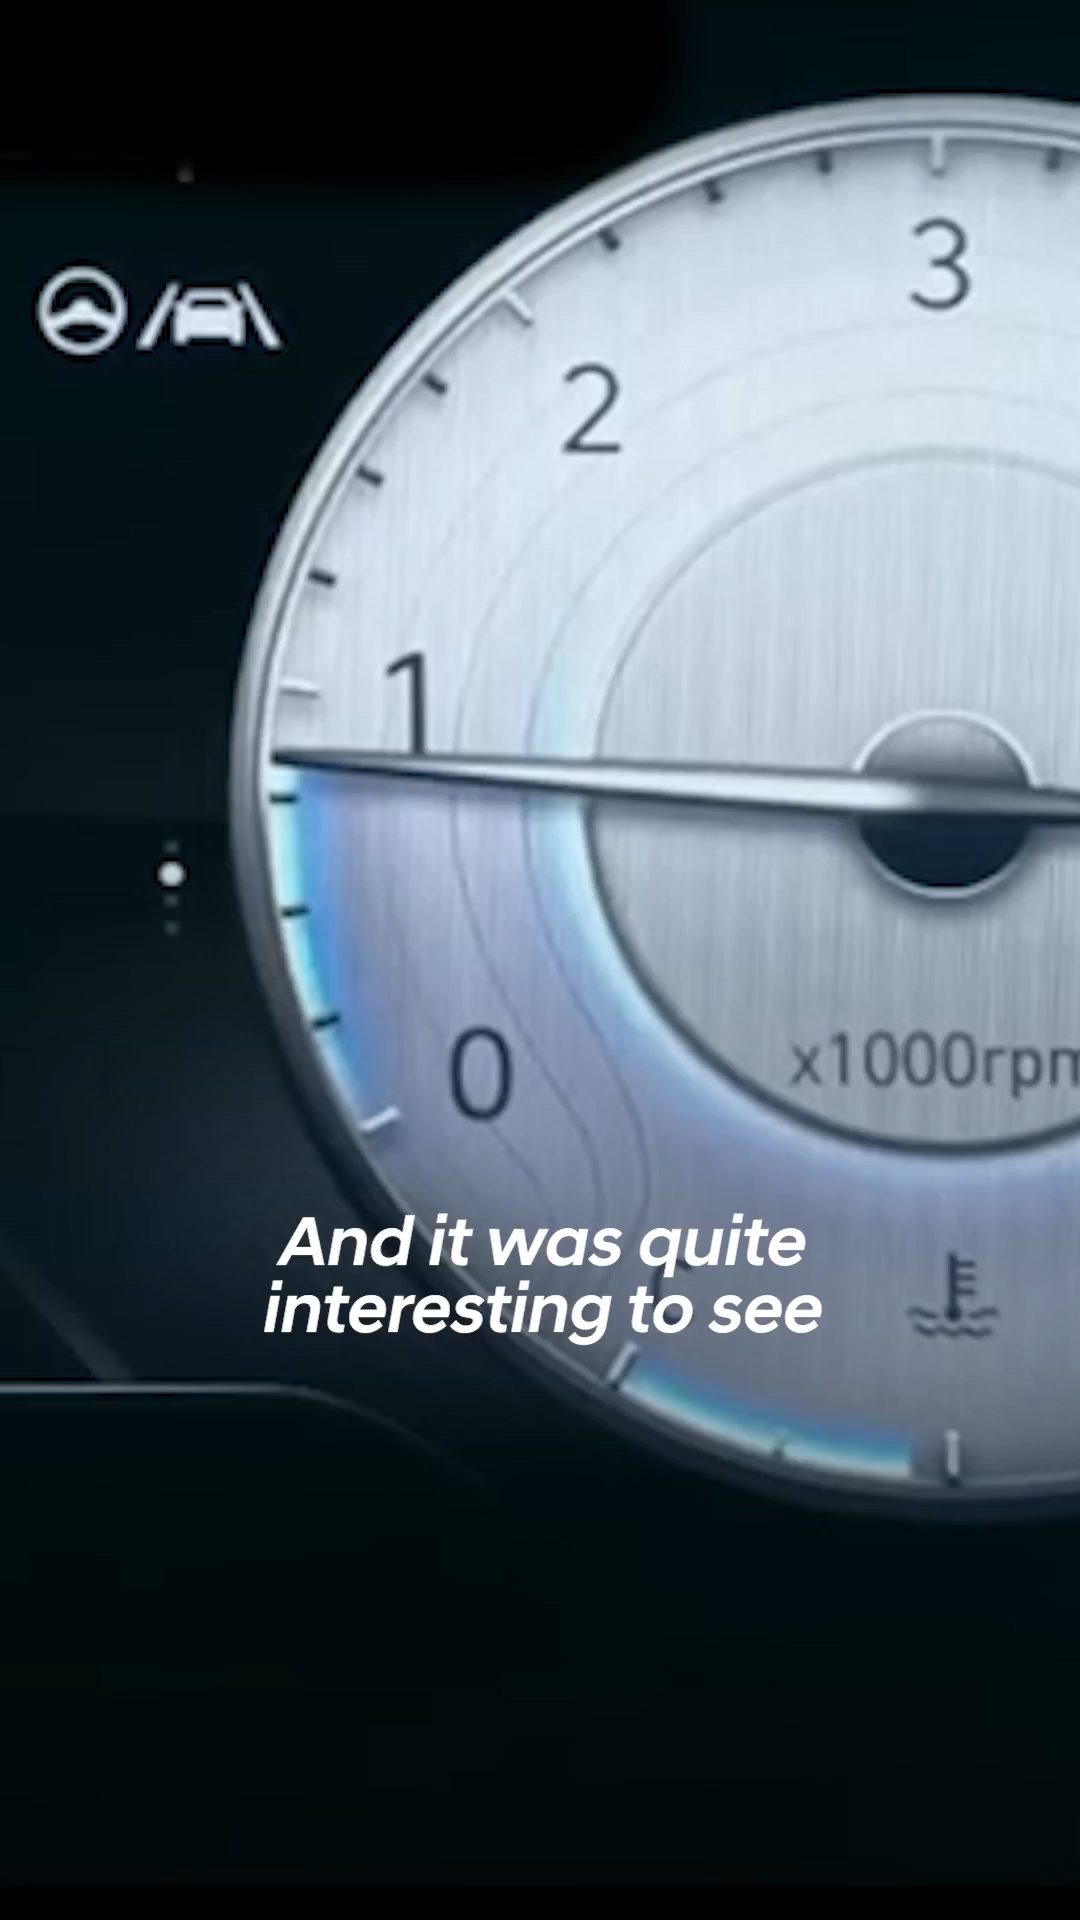 3
2
1
0
x1000rpm
And it was quite
interesting to see